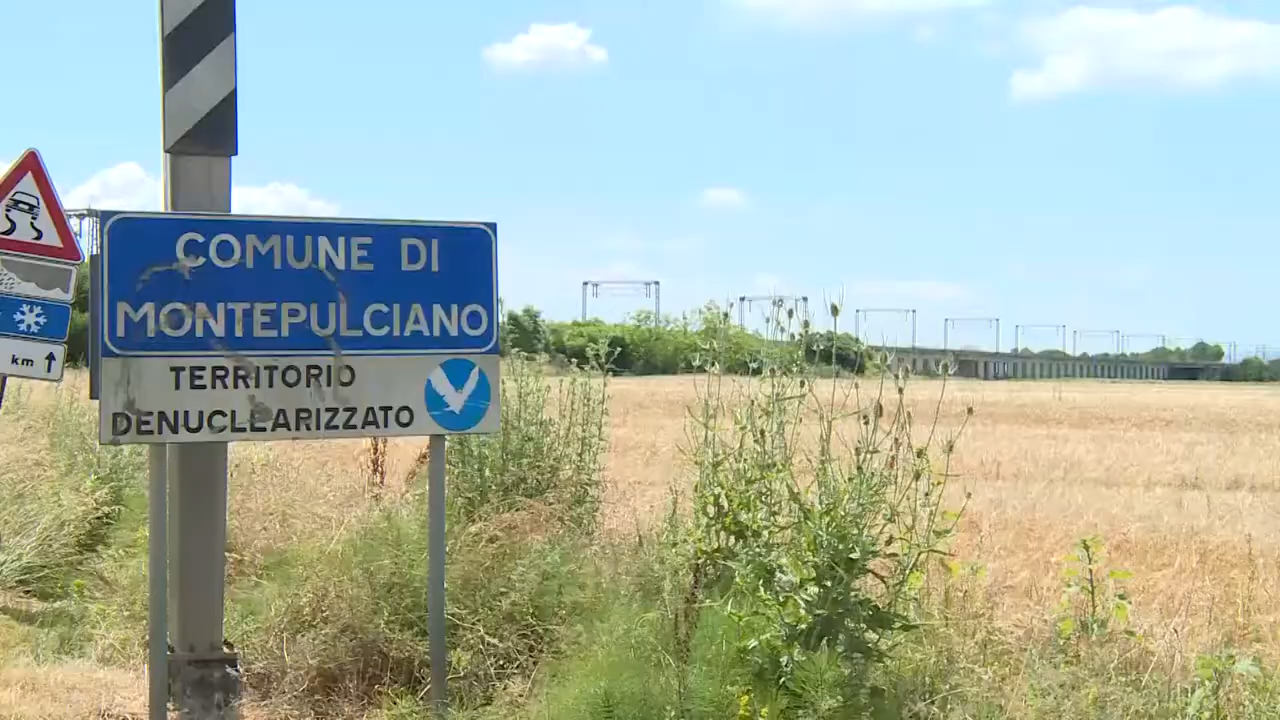 COMUNE DI
MONTEPULCIANO
TERRITORIO
DENUCLEARIZZATO
km